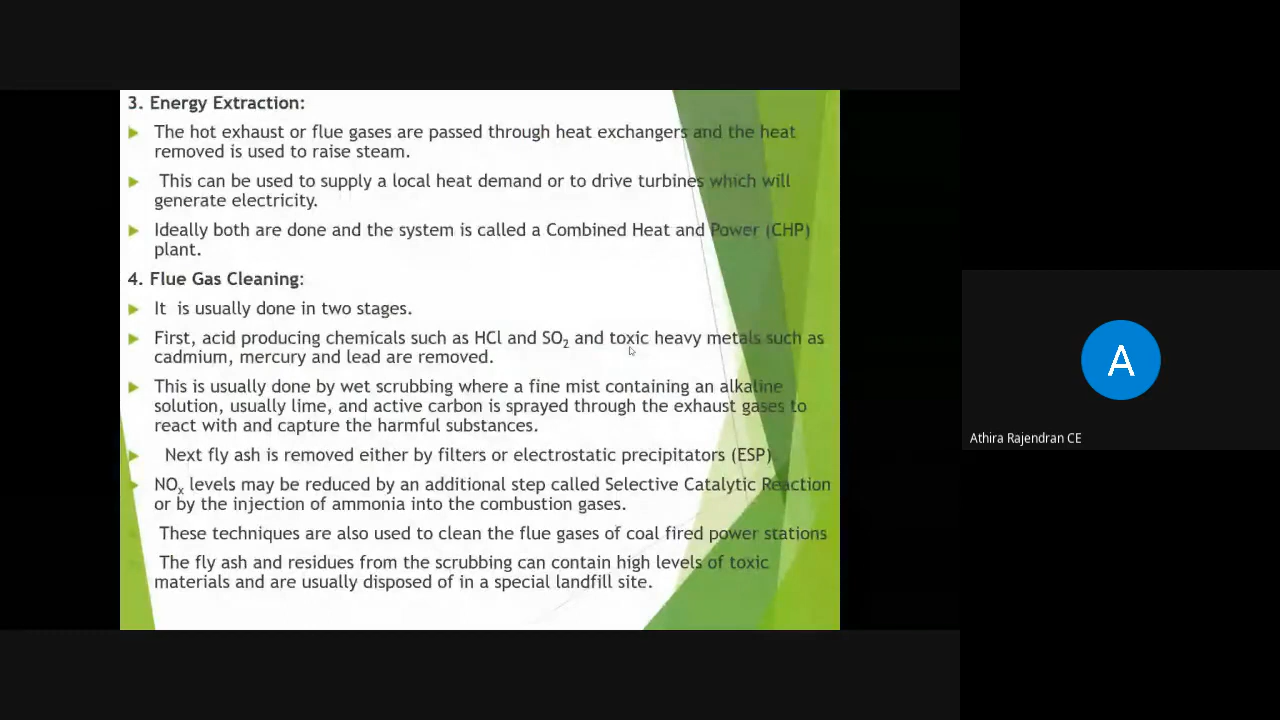 3. Energy Extraction:
The hot exhaust or flue gases are passed through heat exchangers and the heat
removed is used to raise steam.
This can be used to supply a local heat demand or to drive turbines which will
generate electricity.
Ideally both are done and the system is called a Combined Heat and Power (CHP)
plant.
4. Flue Gas Cleaning:
It is usually done in two stages.
First, acid producing chemicals such as HCl and SO₂ and toxic heavy metals such as
cadmium, mercury and lead are removed.
This is usually done by wet scrubbing where a fine mist containing an alkaline
solution, usually lime, and active carbon is sprayed through the exhaust gases to
react with and capture the harmful substances.
Next fly ash is removed either by filters or electrostatic precipitators (ESP)
NOₓ levels may be reduced by an additional step called Selective Catalytic Reaction
or by the injection of ammonia into the combustion gases.
These techniques are also used to clean the flue gases of coal fired power stations
The fly ash and residues from the scrubbing can contain high levels of toxic
materials and are usually disposed of in a special landfill site.
A
Athira Rajendran CE